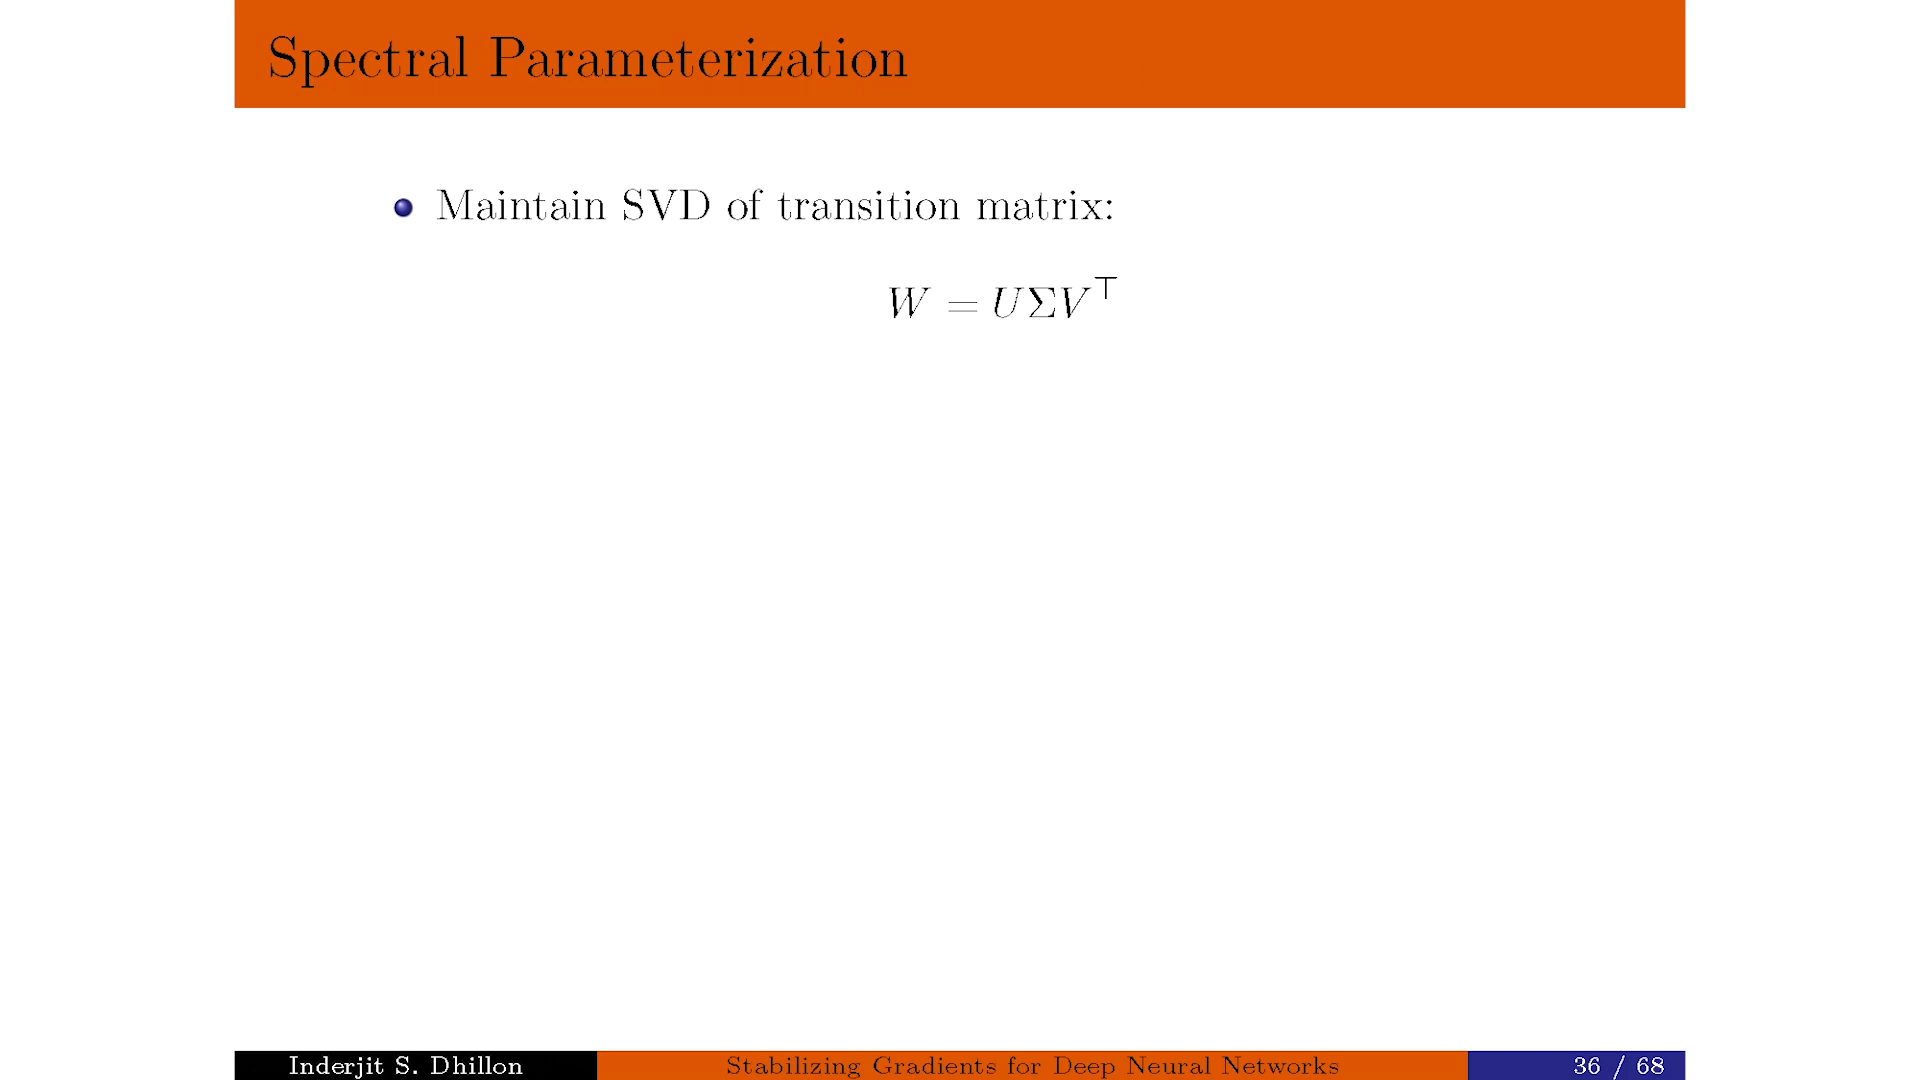 Spectral Parameterization
Maintain SVD of transition matrix:
W = UΣV⊤
Inderjit S. Dhillon
Stabilizing Gradients for Deep Neural Networks
36 / 68